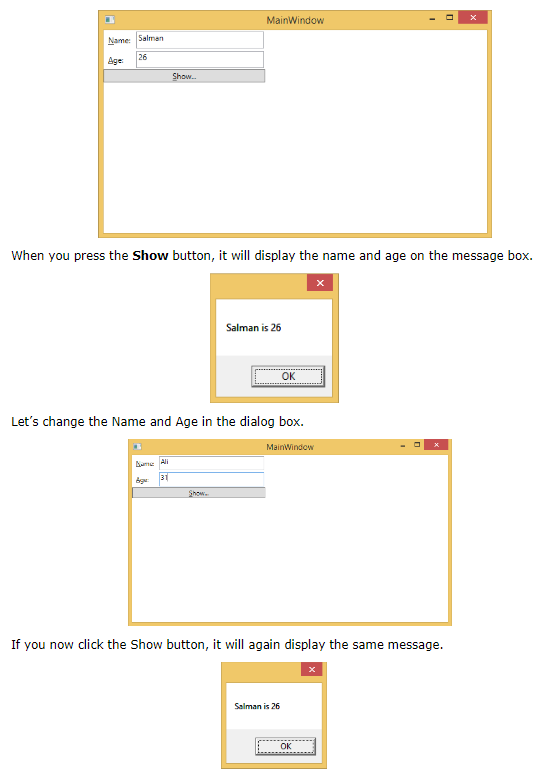 MainWindow
Name: Salman
Age: 26
Show...
When you press the Show button, it will display the name and age on the message box.
Salman is 26
OK
Let's change the Name and Age in the dialog box.
MainWindow
Name: Ali
Age: 31
Show...
If you now click the Show button, it will again display the same message.
Salman is 26
OK